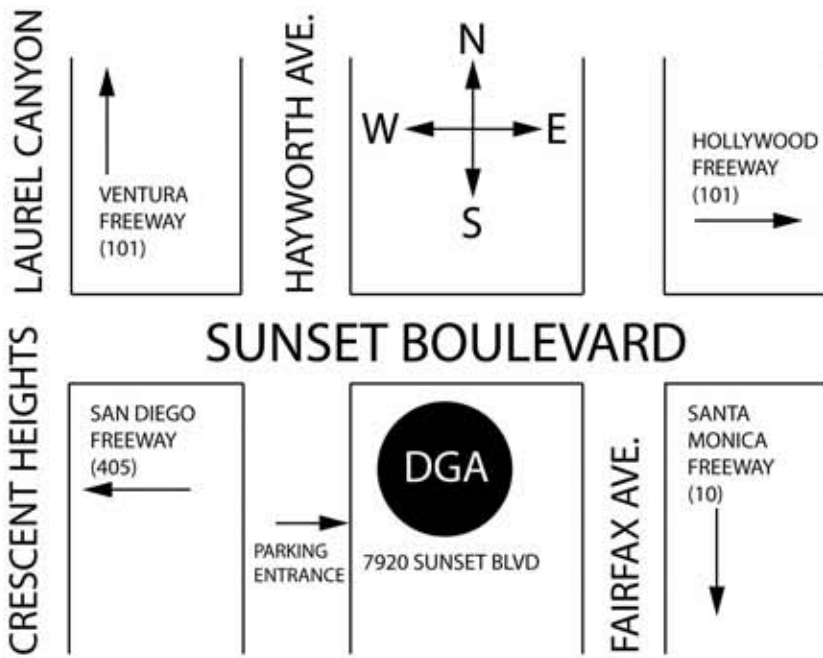 LAUREL CANYON
VENTURA
FREEWAY
(101)
HAYWORTH AVE.
N
W
E
S
HOLLYWOOD
FREEWAY
(101)
SUNSET BOULEVARD
CRESCENT HEIGHTS
SAN DIEGO
FREEWAY
(405)
PARKING
ENTRANCE
DGA
7920 SUNSET BLVD
FAIRFAX AVE.
SANTA
MONICA
FREEWAY
(10)